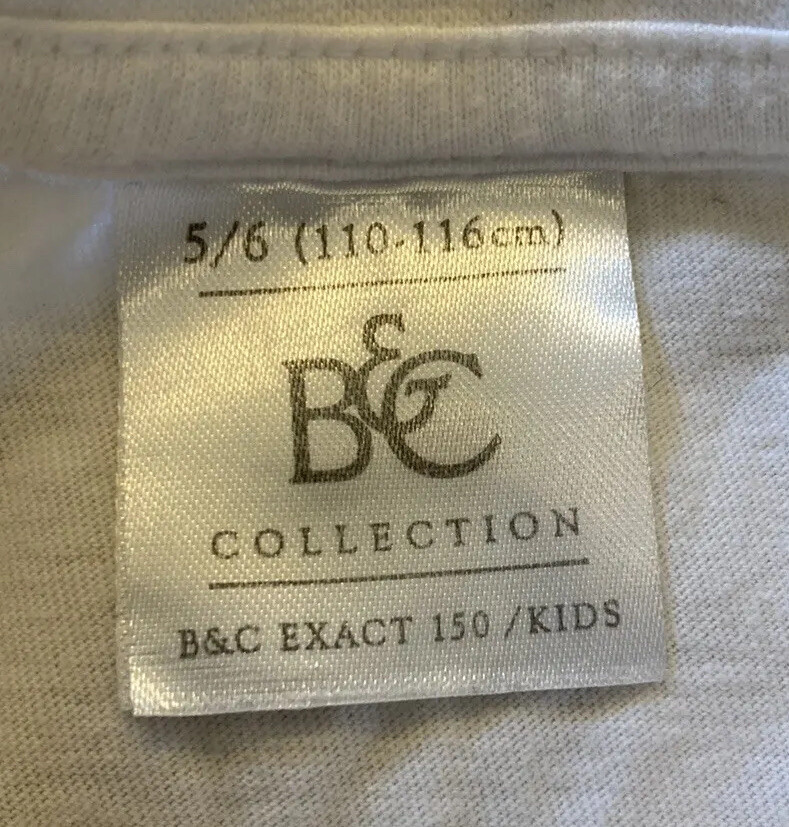 5/6 (110-116cm)
B&C
COLLECTION
B&C EXACT 150 /KIDS